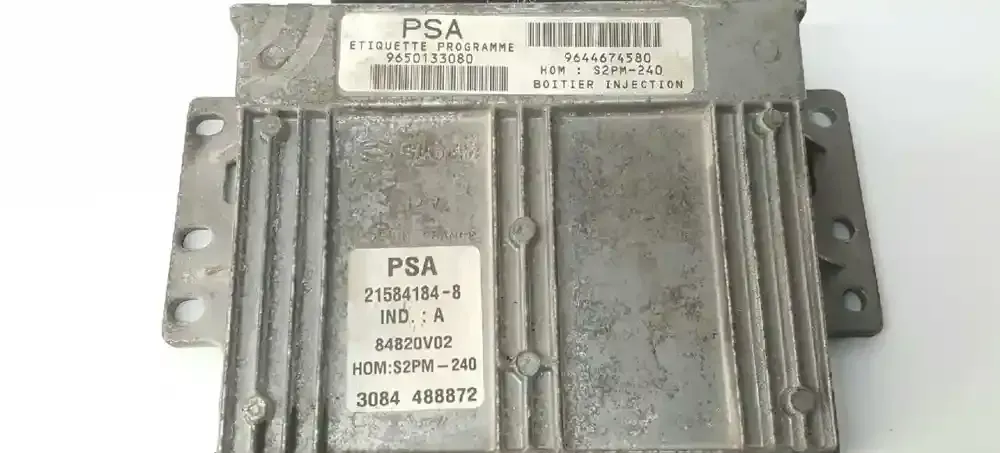 PSA
ETIQUETTE PROGRAMME
9650133080
9644674580
HOM : S2PM-240
BOITIER INJECTION
PSA
21584184-8
IND. : A
84820V02
HOM:S2PM-240
3084 488872